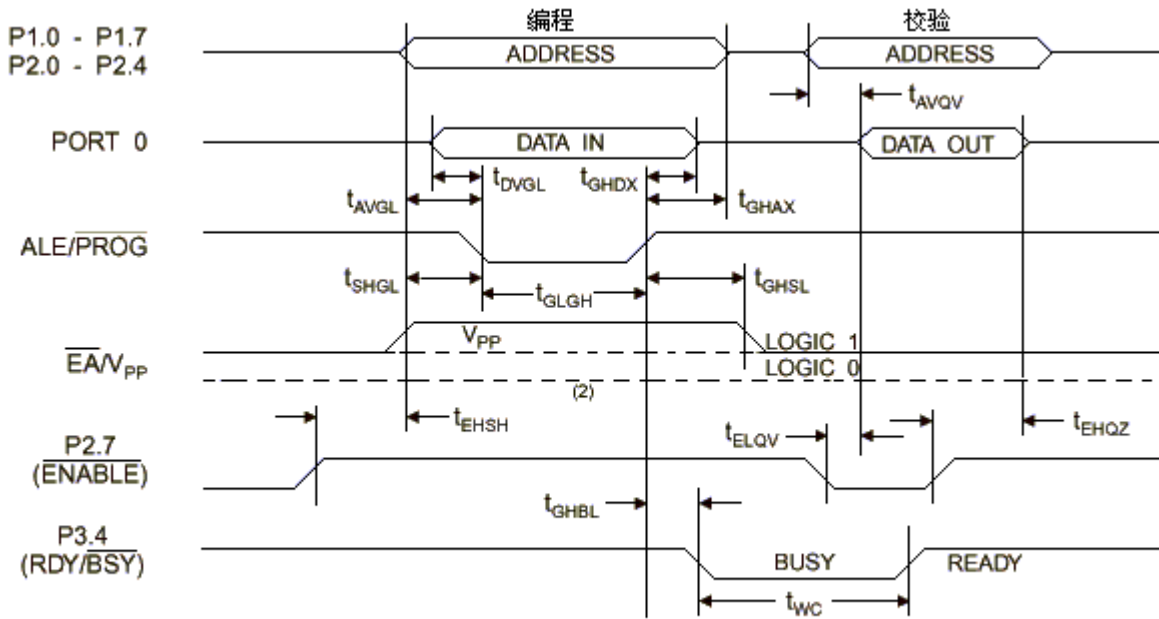 编程
校验
P1.0 - P1.7
P2.0 - P2.4
ADDRESS
ADDRESS
tAVQV
PORT 0
DATA IN
DATA OUT
tDVGL
tGHDX
tAVGL
tGHAX
ALE/PROG
tSHGL
tGLGH
tGHSL
EA/VPP
VPP
LOGIC 1
LOGIC 0
(2)
tEHSH
tELQV
tEHQZ
P2.7
(ENABLE)
tGHBL
P3.4
(RDY/BSY)
BUSY
READY
tWC